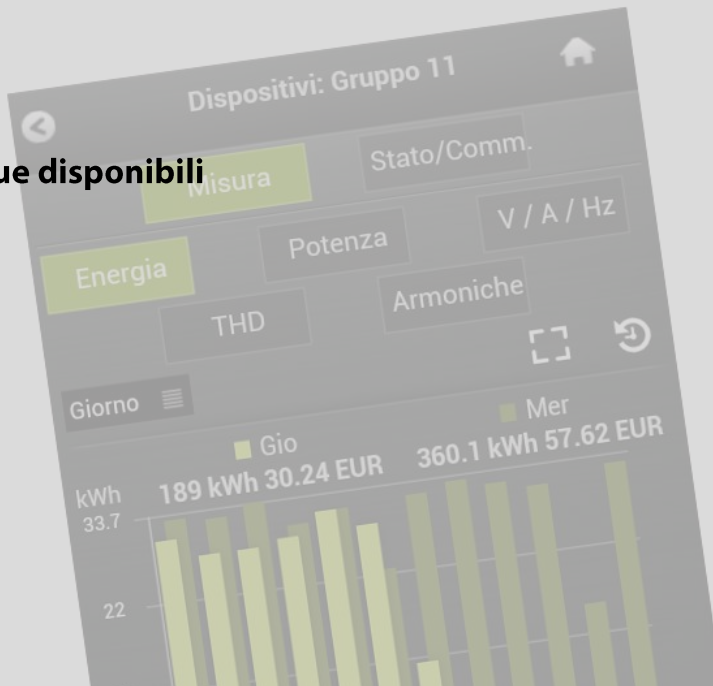 Dispositivi: Gruppo 11
ue disponibili
Misura
Stato/Comm.
Energia
Potenza
V / A / Hz
THD
Armoniche
Giorno
Gio
Mer
189 kWh 30.24 EUR
360.1 kWh 57.62 EUR
kWh
33.7
22